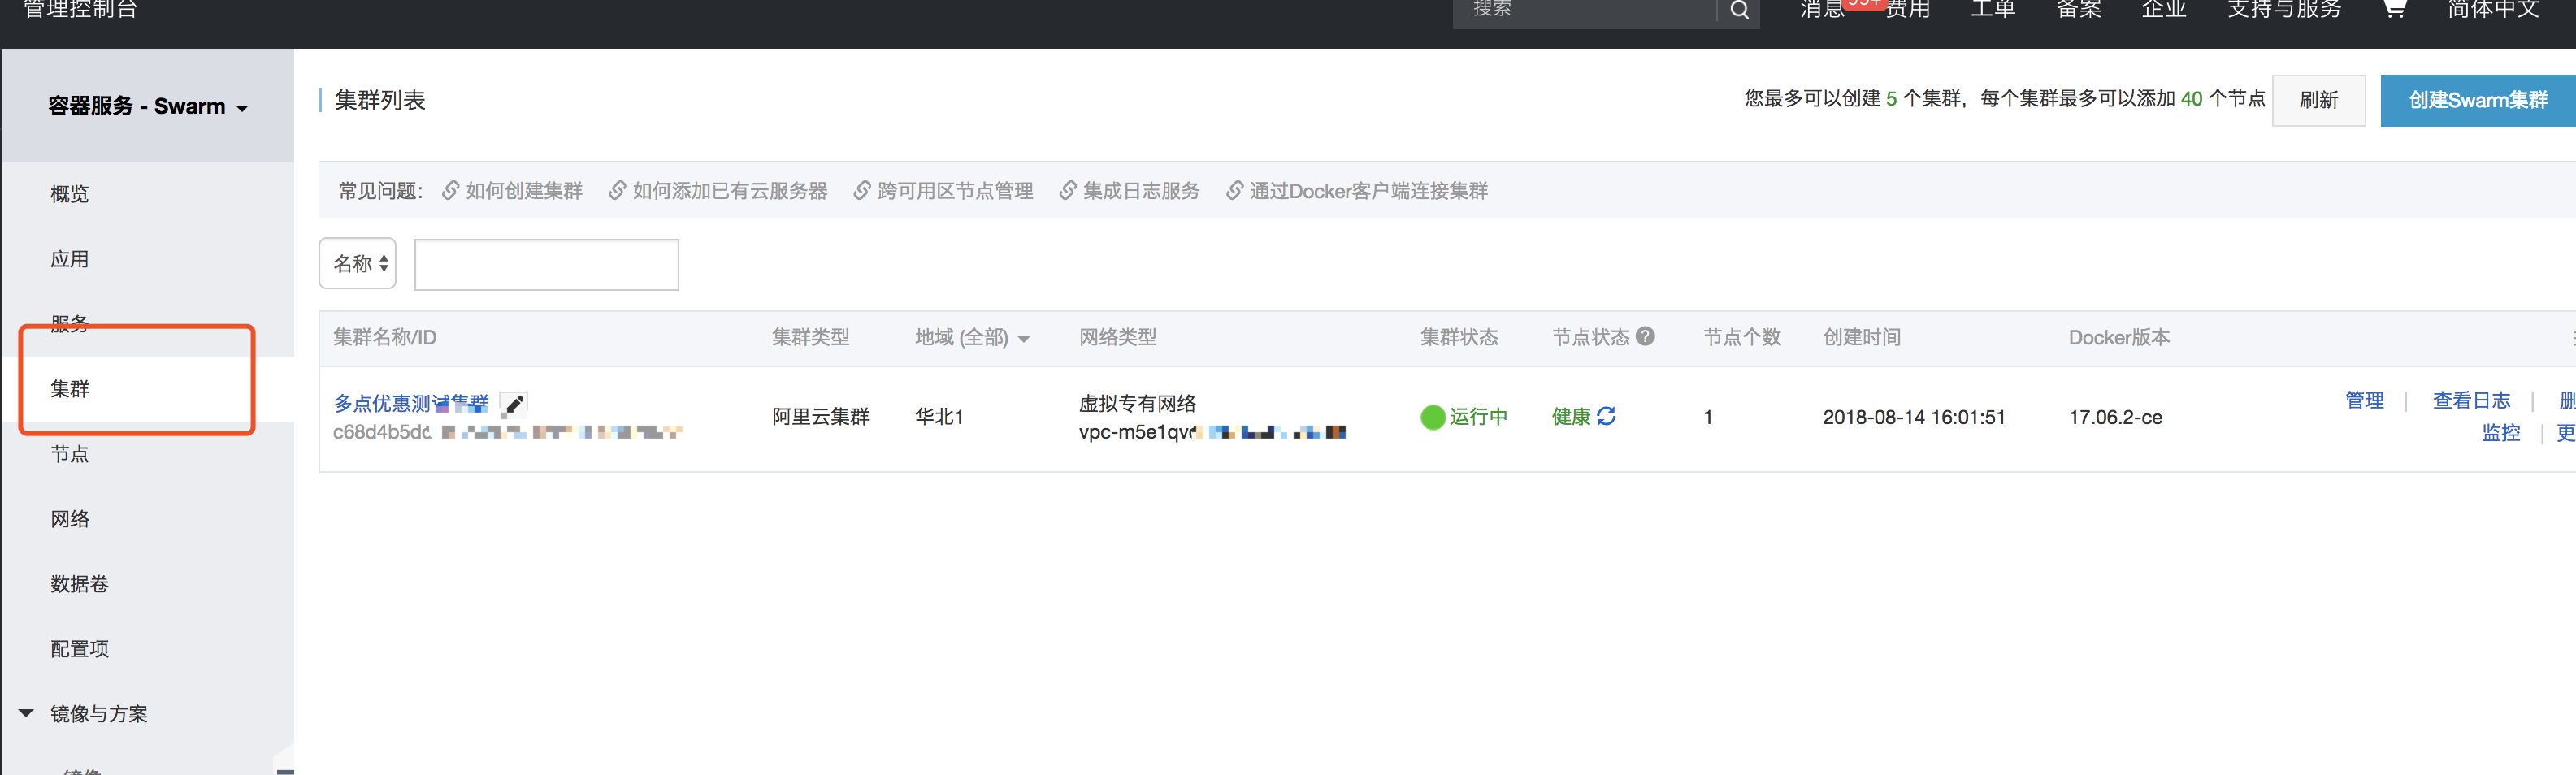 管理控制台
搜索
消息 99+ 费用 工单 备案 企业 支持与服务 简体中文
容器服务 - Swarm
集群列表
您最多可以创建 5 个集群，每个集群最多可以添加 40 个节点
刷新
创建Swarm集群
概览
应用
服务
集群
节点
网络
数据卷
配置项
镜像与方案
镜像
常见问题： 如何创建集群 如何添加已有云服务器 跨可用区节点管理 集成日志服务 通过Docker客户端连接集群
名称
集群名称/ID 集群类型 地域 (全部) 网络类型 集群状态 节点状态 节点个数 创建时间 Docker版本
多点优惠测试集群
c68d4b5dc
阿里云集群
华北1
虚拟专有网络
vpc-m5e1qv
运行中
健康
1
2018-08-14 16:01:51
17.06.2-ce
管理 | 查看日志 |
监控 |